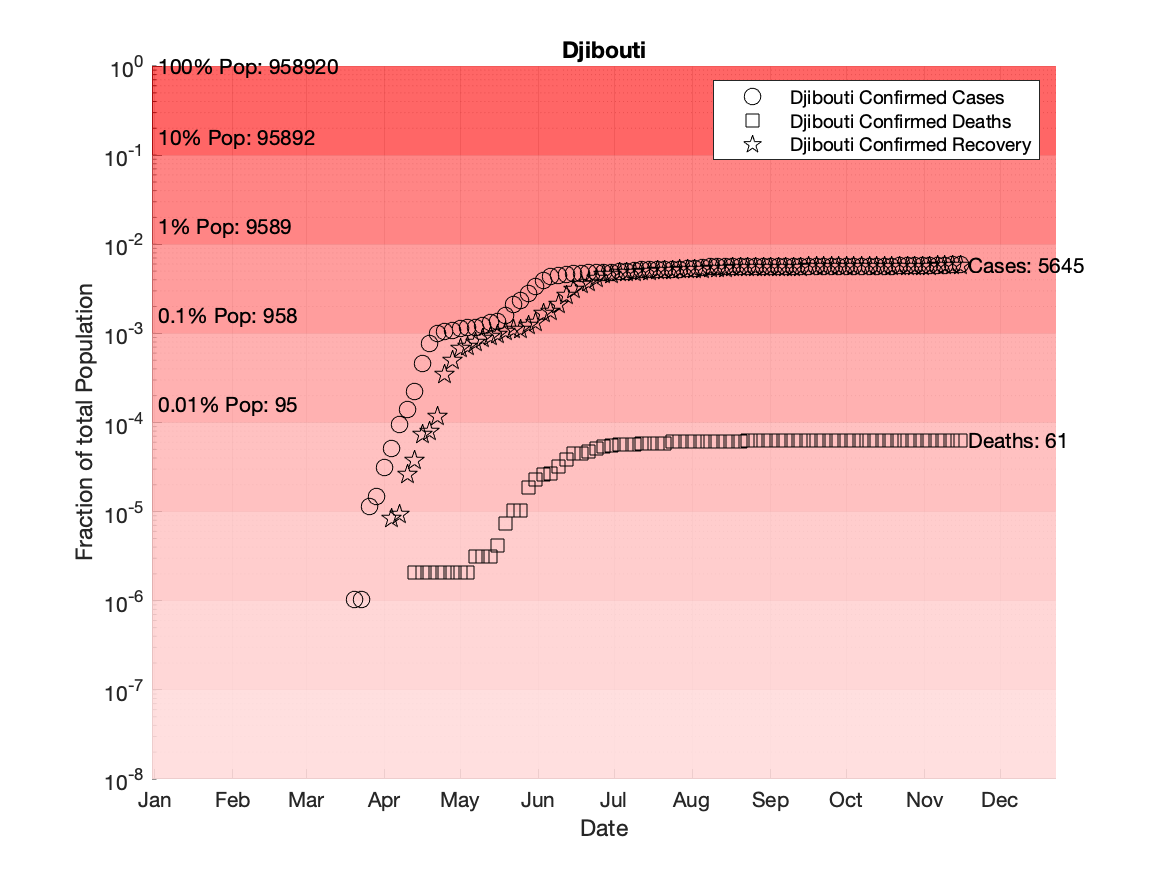 Djibouti
10^0
100% Pop: 958920
Djibouti Confirmed Cases
Djibouti Confirmed Deaths
Djibouti Confirmed Recovery
10% Pop: 95892
10^-1
1% Pop: 9589
10^-2
Cases: 5645
0.1% Pop: 958
10^-3
0.01% Pop: 95
10^-4
Deaths: 61
10^-5
10^-6
10^-7
10^-8
Fraction of total Population
Jan Feb Mar Apr May Jun Jul Aug Sep Oct Nov Dec
Date